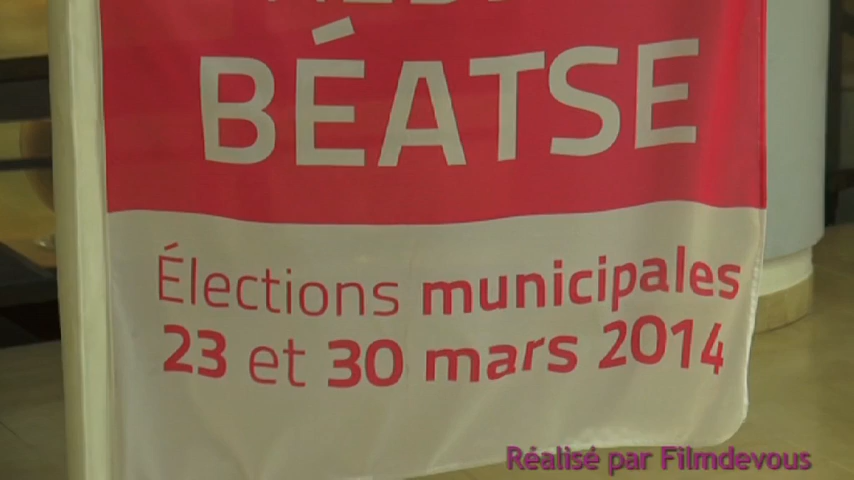 BÉATSE
Élections municipales
23 et 30 mars 2014
Réalisé par Filmdevous